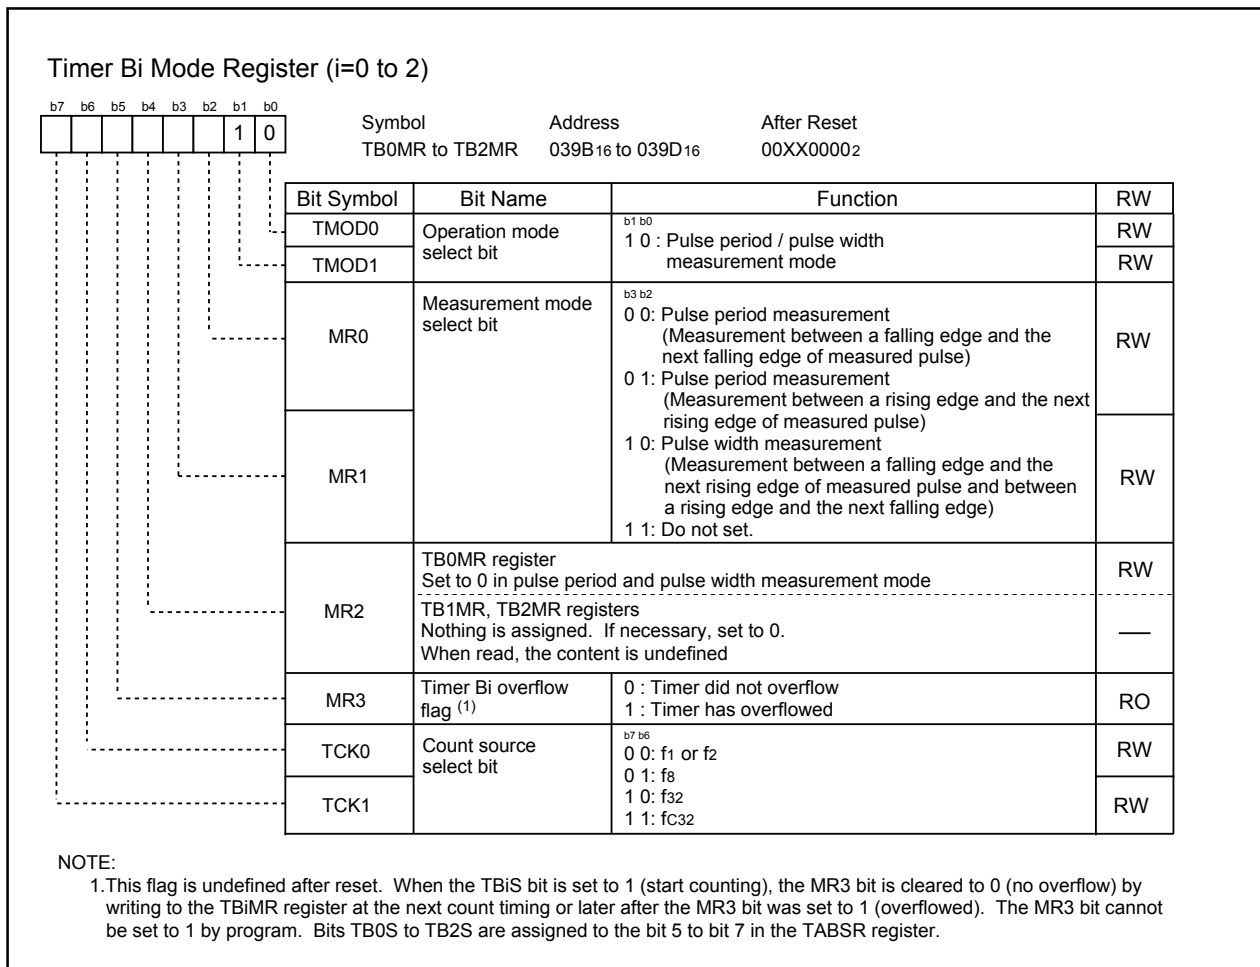 Timer Bi Mode Register (i=0 to 2)
b7 b6 b5 b4 b3 b2 b1 b0
1 0
Symbol Address After Reset
TB0MR to TB2MR 039B16 to 039D16 00XX00002
Bit Symbol Bit Name Function RW
TMOD0 Operation mode select bit b1 b0 RW
1 0 : Pulse period / pulse width
TMOD1 measurement mode RW
Measurement mode
select bit
b3 b2
0 0: Pulse period measurement
(Measurement between a falling edge and the
MR0 next falling edge of measured pulse) RW
0 1: Pulse period measurement
(Measurement between a rising edge and the next
rising edge of measured pulse)
1 0: Pulse width measurement
(Measurement between a falling edge and the
MR1 next rising edge of measured pulse and between RW
a rising edge and the next falling edge)
1 1: Do not set.
TB0MR register
Set to 0 in pulse period and pulse width measurement mode RW
MR2 TB1MR, TB2MR registers
Nothing is assigned. If necessary, set to 0. —
When read, the content is undefined
MR3 Timer Bi overflow
flag (1)
0 : Timer did not overflow
1 : Timer has overflowed RO
TCK0 Count source
select bit
b7 b6
0 0: f1 or f2 RW
0 1: f8
TCK1 1 0: f32 RW
1 1: fC32
NOTE:
1.This flag is undefined after reset. When the TBiS bit is set to 1 (start counting), the MR3 bit is cleared to 0 (no overflow) by
writing to the TBiMR register at the next count timing or later after the MR3 bit was set to 1 (overflowed). The MR3 bit cannot
be set to 1 by program. Bits TB0S to TB2S are assigned to the bit 5 to bit 7 in the TABSR register.